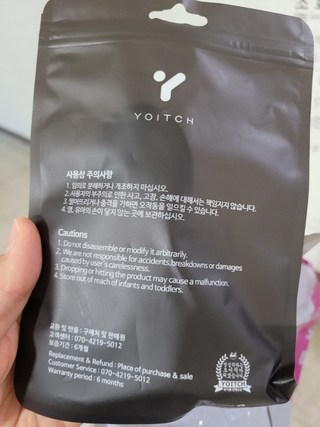 YOITCH
사용상 주의사항
1. 임의로 분해하거나 개조하지 마십시오.
2. 사용자의 부주의로 인한 사고, 고장, 손해에 대해서는 책임지지 않습니다.
3. 떨어뜨리거나 충격을 가하면 오작동을 일으킬 수 있습니다.
4. 영, 유아의 손이 닿지 않는 곳에 보관하십시오.
Cautions
1. Do not disassemble or modify it arbitrarily.
2. We are not responsible for accidents,breakdowns or damages
caused by user's carelessness.
3. Dropping or hitting the product may cause a malfunction.
4. Store out of reach of infants and toddlers.
교환 및 반품 : 구매처 및 판매원
고객센터 : 070-4219-5012
보증기간 : 6개월
Replacement & Refund : Place of purchase & sale
Customer Service : 070-4219-5012
Warranty period : 6 months
YOITCH